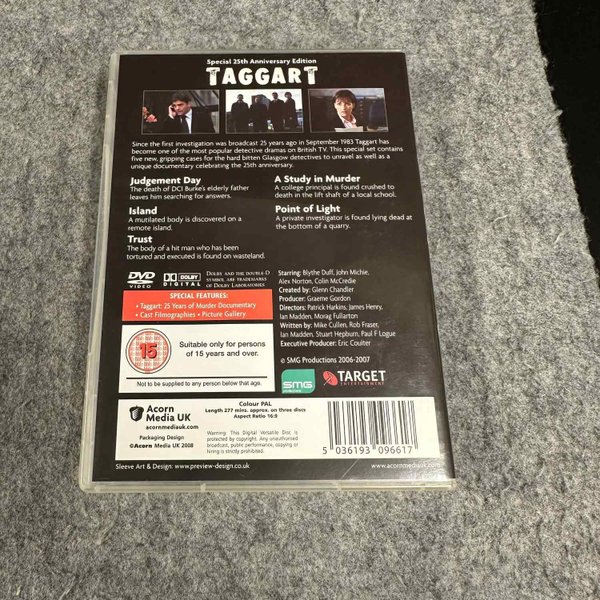 Special 25th Anniversary Edition
TAGGART
Since the first investigation was broadcast 25 years ago in September 1983 Taggart has
become one of the most popular detective dramas on British TV. This special set contains
five new, gripping cases for the hard bitten Glasgow detectives to unravel as well as a
unique documentary celebrating the 25th anniversary.
Judgement Day
The death of DCI Burke's elderly father
leaves him searching for answers.
Island
A mutilated body is discovered on a
remote island.
Trust
The body of a hit man who has been
tortured and executed is found on wasteland.
A Study in Murder
A college principal is found crushed to
death in the lift shaft of a local school.
Point of Light
A private investigator is found lying dead at
the bottom of a quarry.
DVD
VIDEO
DOLBY
DIGITAL
DOLBY AND THE DOUBLE-D
SYMBOL ARE TRADEMARKS
OF DOLBY LABORATORIES
SPECIAL FEATURES:
• Taggart: 25 Years of Murder Documentary
• Cast Filmographies • Picture Gallery
Starring: Blythe Duff, John Michie,
Alex Norton, Colin McCredie
Created by: Glenn Chandler
Producer: Graeme Gordon
Directors: Patrick Harkins, James Henry,
Ian Madden, Morag Fullarton
Written by: Mike Cullen, Rob Fraser,
Ian Madden, Stuart Hepburn, Paul F Logue
Executive Producer: Eric Coulter
© SMG Productions 2006-2007
15
Suitable only for persons
of 15 years and over.
Not to be supplied to any person below that age.
SMG
productions
TARGET
ENTERTAINMENT
Acorn
Media UK
acornmediauk.com
Packaging Design
©Acorn Media UK 2008
Colour PAL
Length 277 mins. approx. on three discs
Aspect Ratio 16:9
Warning: This Digital Versatile Disc is
protected by copyright. Any unauthorised
broadcast, public performance, copying or
hiring is strictly prohibited.
5 036193 096617
Sleeve Art & Design: www.preview-design.co.uk
www.acornmediauk.com